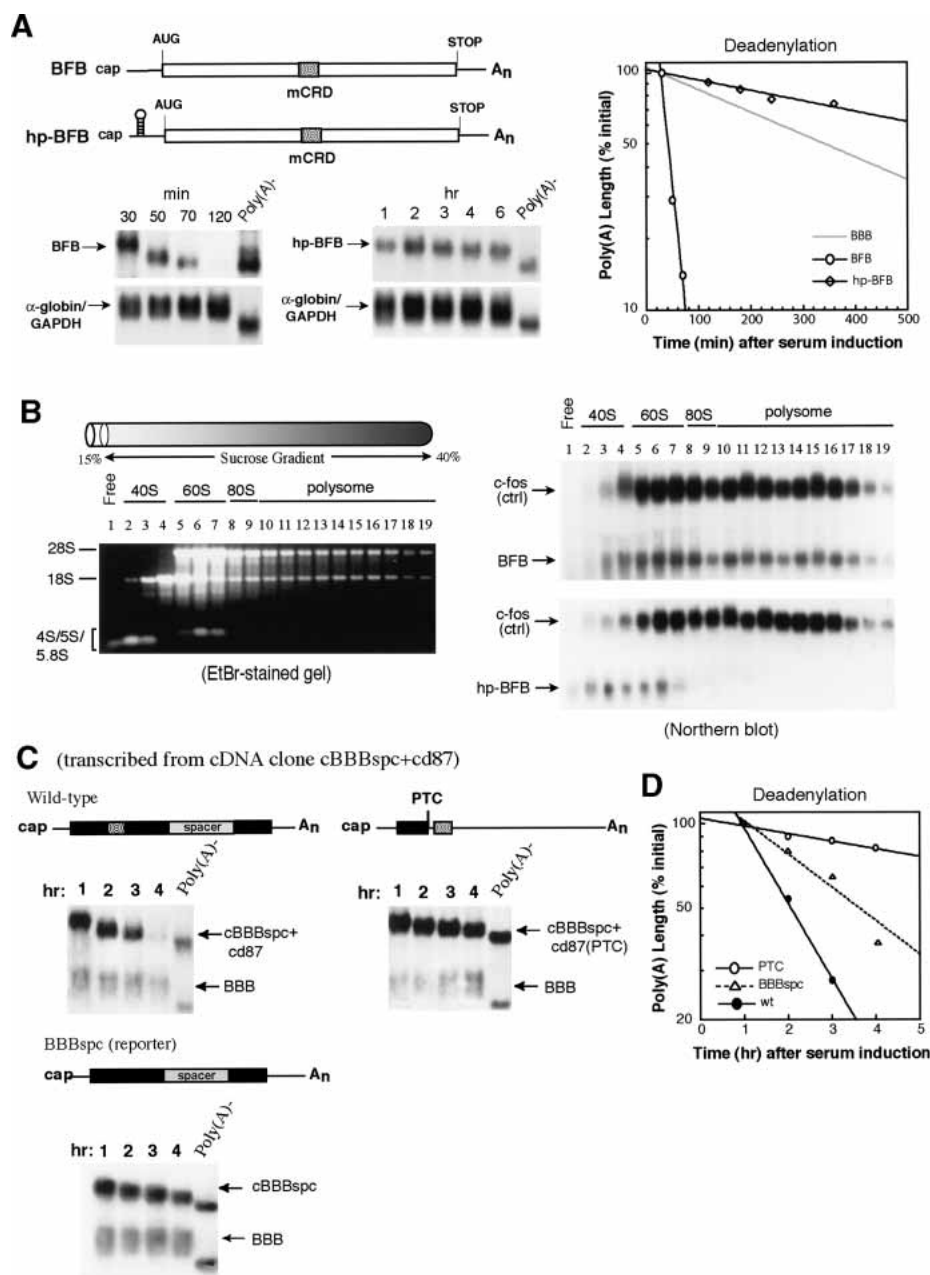 A
BFB cap AUG STOP An
mCRD
hp-BFB cap AUG STOP An
mCRD
min
30 50 70 120 Poly(A)-
BFB
α-globin/
GAPDH
hr
1 2 3 4 6 Poly(A)-
hp-BFB
α-globin/
GAPDH
Deadenylation
Poly(A) Length (% initial)
100
50
10
BBB
BFB
hp-BFB
0 100 200 300 400 500
Time (min) after serum induction
B
15% Sucrose Gradient 40%
Free 40S 60S 80S polysome
1 2 3 4 5 6 7 8 9 10 11 12 13 14 15 16 17 18 19
28S
18S
4S/5S/
5.8S
(EtBr-stained gel)
Free 40S 60S 80S polysome
1 2 3 4 5 6 7 8 9 10 11 12 13 14 15 16 17 18 19
c-fos
(ctrl)
BFB
c-fos
(ctrl)
hp-BFB
(Northern blot)
C (transcribed from cDNA clone cBBBspc+cd87)
Wild-type
cap spacer An
hr: 1 2 3 4 Poly(A)-
cBBBspc+
cd87
BBB
PTC
cap An
hr: 1 2 3 4 Poly(A)-
cBBBspc+
cd87(PTC)
BBB
BBBspc (reporter)
cap spacer An
hr: 1 2 3 4 Poly(A)-
cBBBspc
BBB
D
Deadenylation
Poly(A) Length (% initial)
100
50
20
PTC
BBBspc
wt
0 1 2 3 4 5
Time (hr) after serum induction